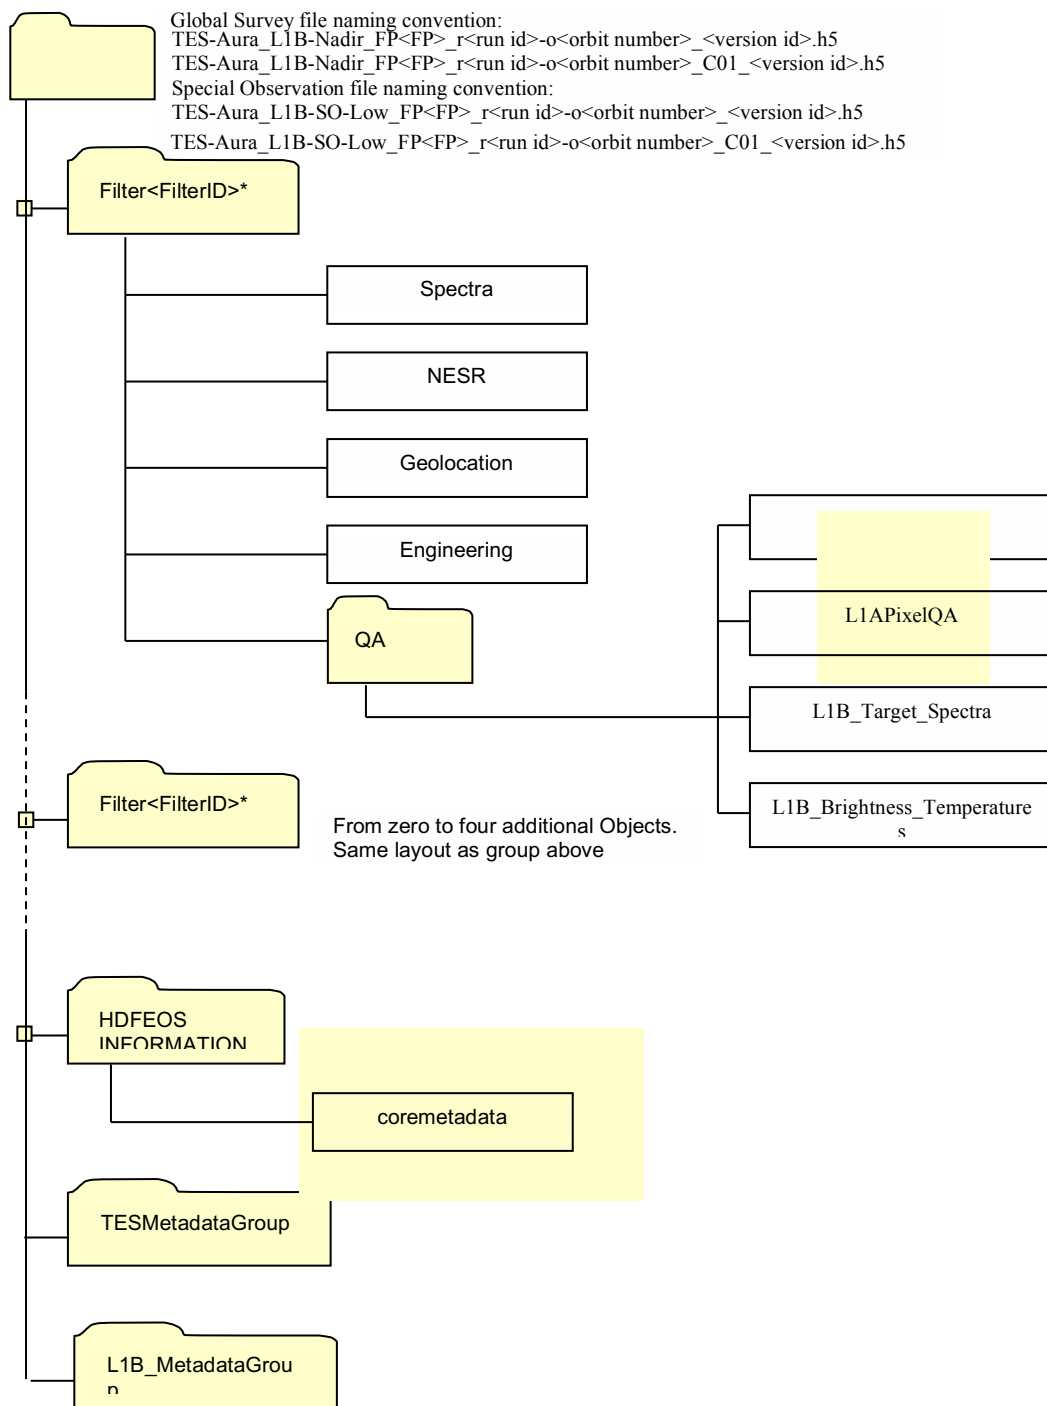 Global Survey file naming convention:
TES-Aura_L1B-Nadir_FP<FP>_r<run id>-o<orbit number>_<version id>.h5
TES-Aura_L1B-Nadir_FP<FP>_r<run id>-o<orbit number>_C01_<version id>.h5
Special Observation file naming convention:
TES-Aura_L1B-SO-Low_FP<FP>_r<run id>-o<orbit number>_<version id>.h5
TES-Aura_L1B-SO-Low_FP<FP>_r<run id>-o<orbit number>_C01_<version id>.h5
Filter<FilterID>*
Spectra
NESR
Geolocation
Engineering
QA
L1APixelQA
L1B_Target_Spectra
L1B_Brightness_Temperature
s
Filter<FilterID>*
From zero to four additional Objects.
Same layout as group above
HDFEOS
INFORMATION
coremetadata
TESMetadataGroup
L1B_MetadataGrou
p